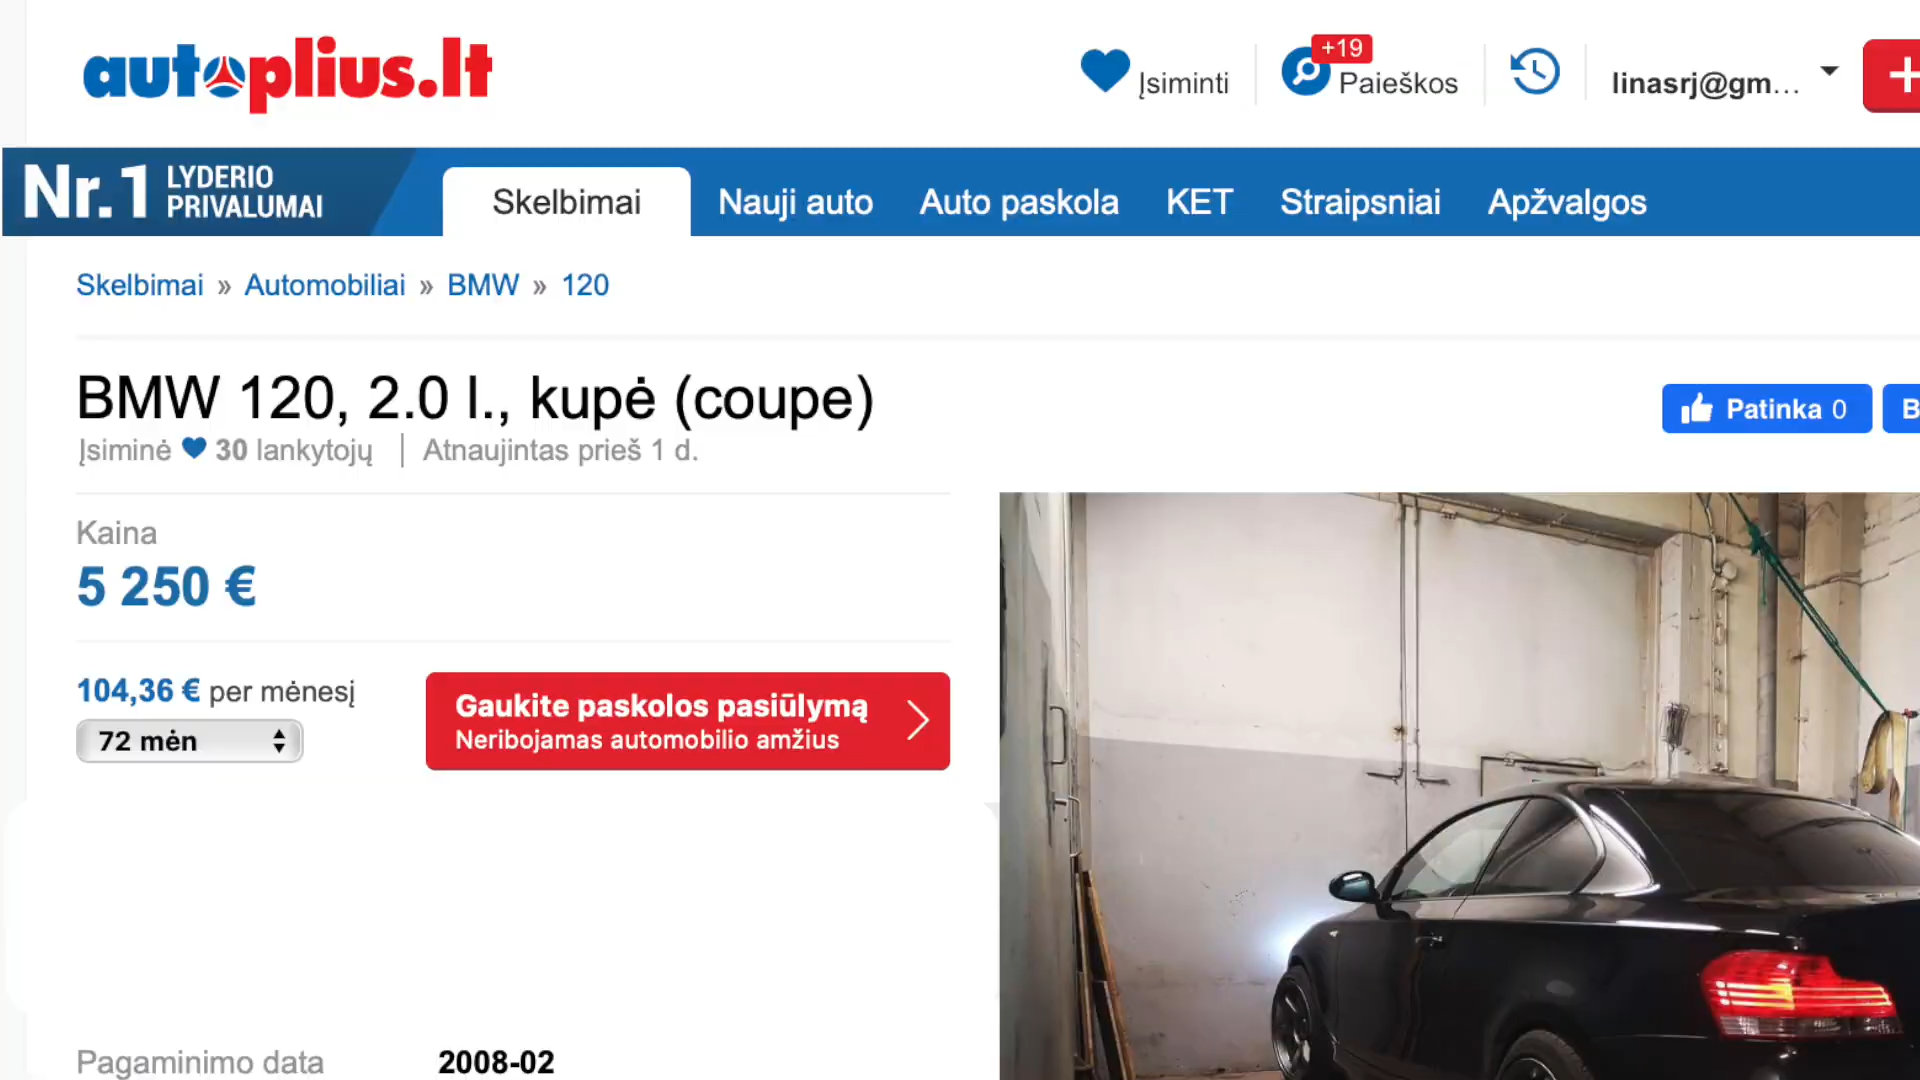 autoplius.lt
Įsiminti
+19
Paieškos
linasrj@gm...
+
Nr.1 LYDERIO PRIVALUMAI
Skelbimai
Nauji auto
Auto paskola
KET
Straipsniai
Apžvalgos
Skelbimai » Automobiliai » BMW » 120
BMW 120, 2.0 l., kupė (coupe)
Įsiminė 30 lankytojų | Atnaujintas prieš 1 d.
Patinka 0
B
Kaina
5 250 €
104,36 € per mėnesį
72 mėn
Gaukite paskolos pasiūlymą
Neribojamas automobilio amžius
Pagaminimo data 2008-02